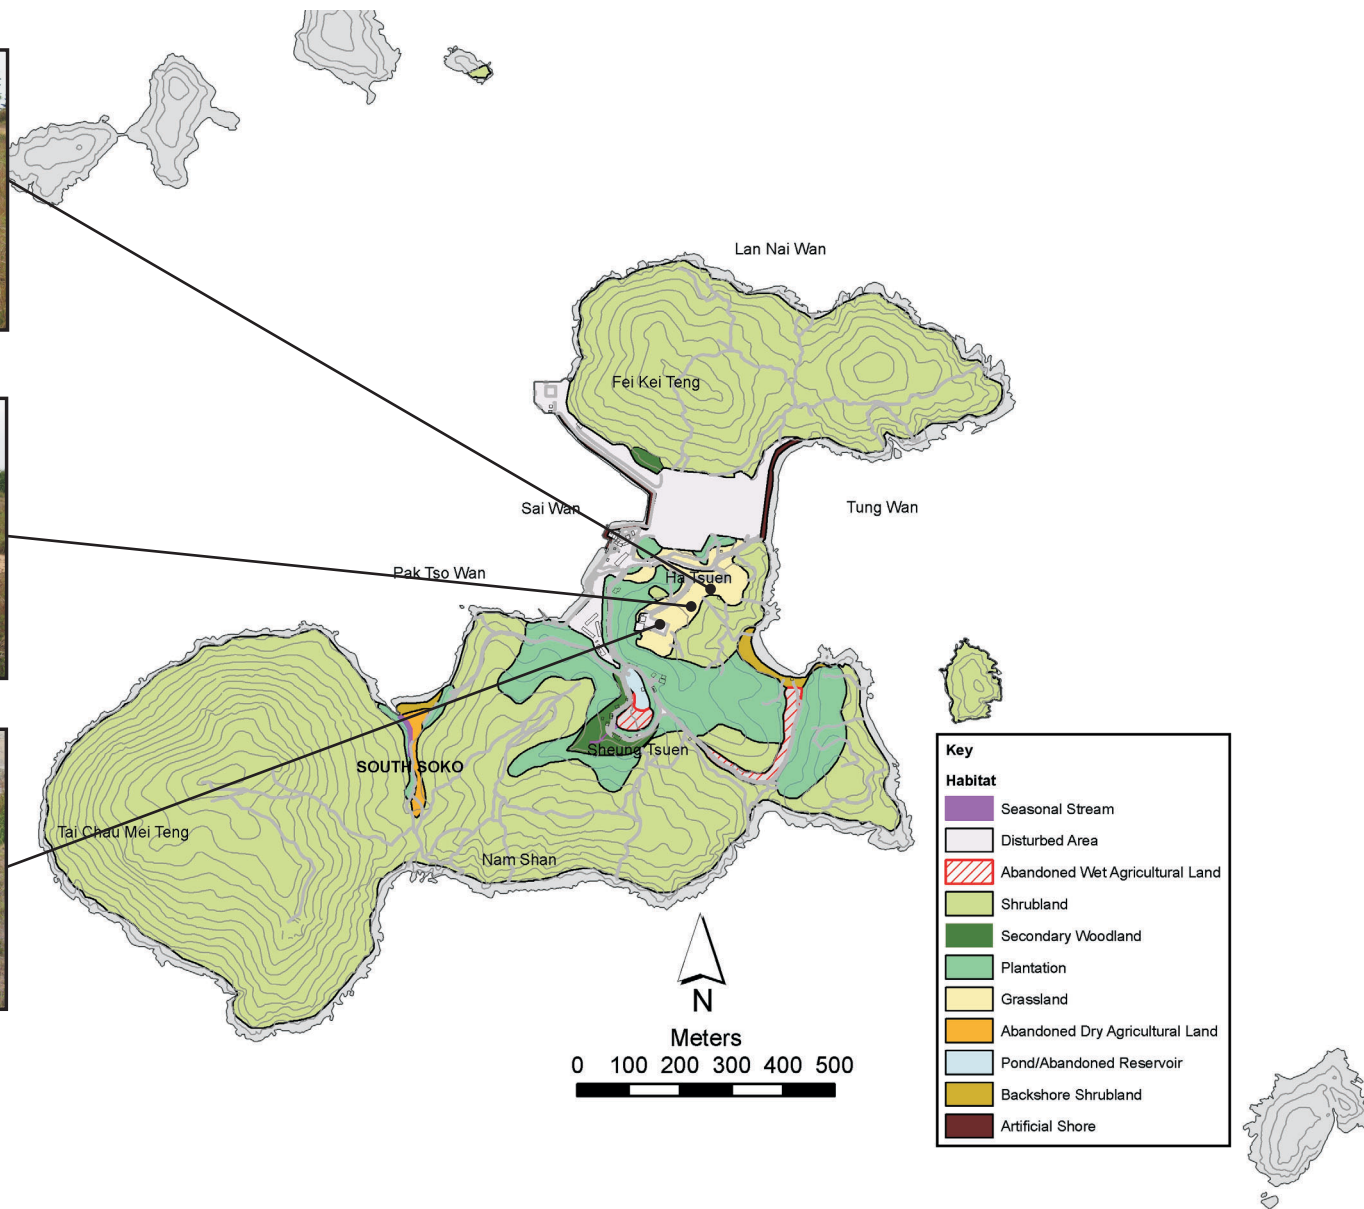 Lan Nai Wan
Fei Kei Teng
Sai Wan
Tung Wan
Pak Tso Wan
Ha Tsuen
Sheung Tsuen
SOUTH SOKO
Tai Chau Mei Teng
Nam Shan
N
Meters
0 100 200 300 400 500
Key
Habitat
Seasonal Stream
Disturbed Area
Abandoned Wet Agricultural Land
Shrubland
Secondary Woodland
Plantation
Grassland
Abandoned Dry Agricultural Land
Pond/Abandoned Reservoir
Backshore Shrubland
Artificial Shore